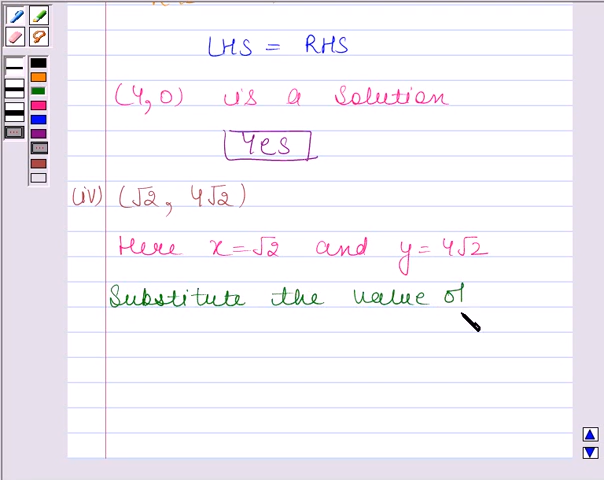 LHS = RHS
(4,0) is a solution
Yes
(iv) (√2, 4√2)
Here x=√2 and y=4√2
Substitute the value of